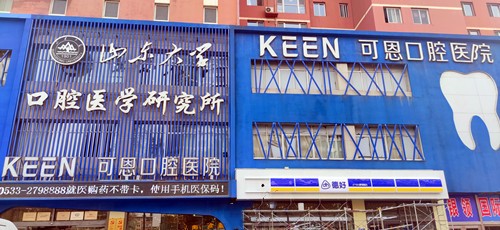 山东大学
口腔医学研究所
KEEN 可恩口腔医院
0533-2798888就医购药不带卡，使用手机医保码！
KEEN 可恩口腔医院
德好